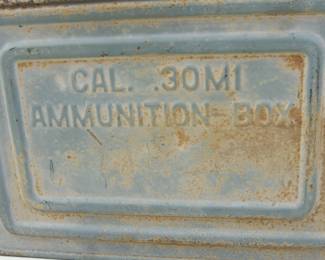 CAL. .30M1
AMMUNITION BOX